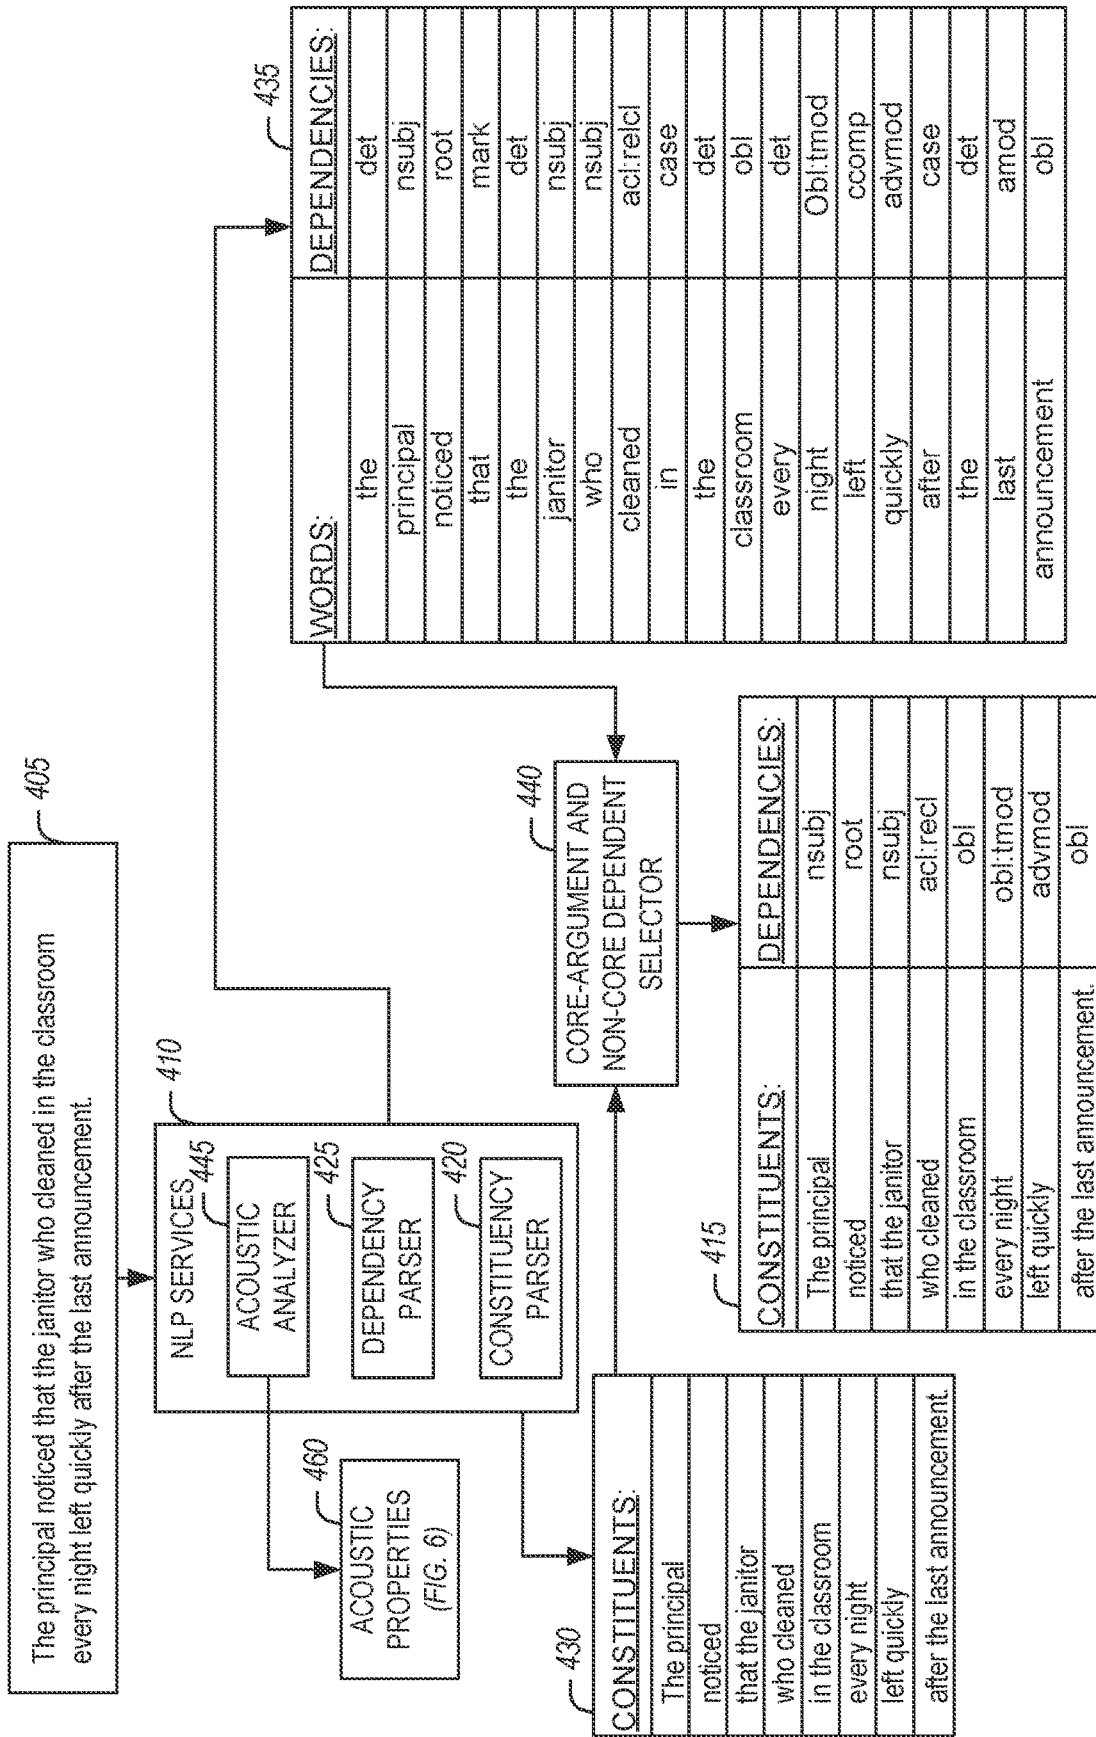 The principal noticed that the janitor who cleaned in the classroom
every night left quickly after the last announcement.
405
410
NLP SERVICES
445
ACOUSTIC
ANALYZER
425
DEPENDENCY
PARSER
420
CONSTITUENCY
PARSER
460
ACOUSTIC
PROPERTIES
(FIG. 6)
430
CONSTITUENTS:
The principal
noticed
that the janitor
who cleaned
in the classroom
every night
left quickly
after the last announcement.
435
WORDS: DEPENDENCIES:
the det
principal nsubj
noticed root
that mark
the det
janitor nsubj
who nsubj
cleaned acl:relcl
in case
the det
classroom obl
every det
night Obl:tmod
left ccomp
quickly advmod
after case
the det
last amod
announcement obl
440
CORE-ARGUMENT AND
NON-CORE DEPENDENT
SELECTOR
415
CONSTITUENTS: DEPENDENCIES:
The principal nsubj
noticed root
that the janitor nsubj
who cleaned acl:recl
in the classroom obl
every night obl:tmod
left quickly advmod
after the last announcement. obl